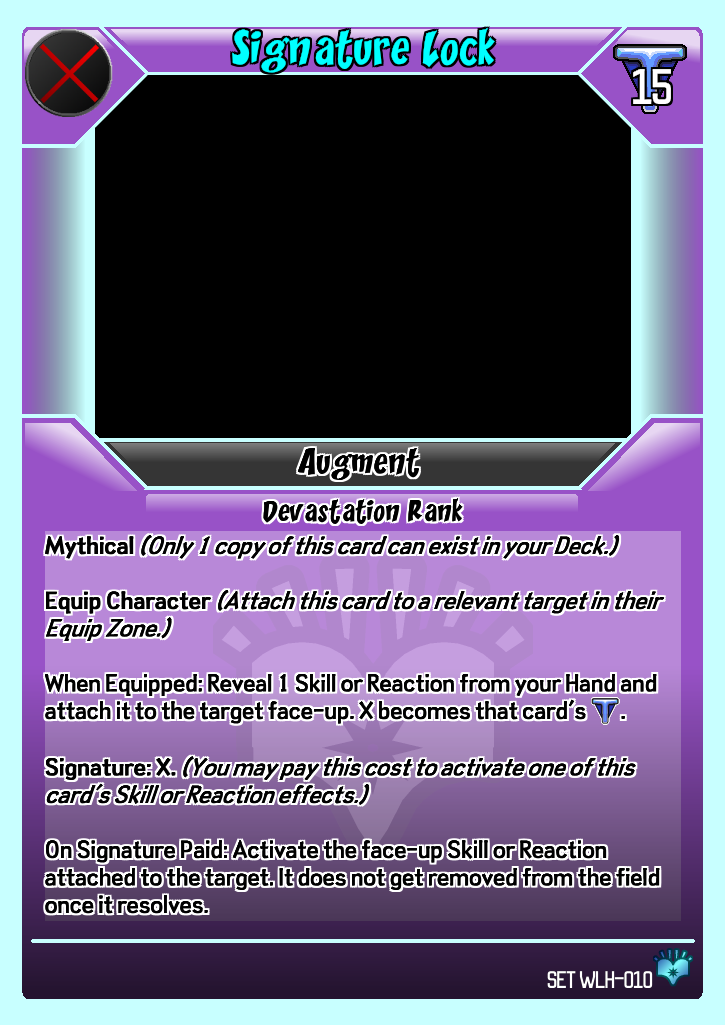 Signature Lock
15
Augment
Devastation Rank
Mythical (Only 1 copy of this card can exist in your Deck.)
Equip Character (Attach this card to a relevant target in their
Equip Zone.)
When Equipped: Reveal 1 Skill or Reaction from your Hand and
attach it to the target face-up. X becomes that card's T.
Signature: X. (You may pay this cost to activate one of this
card's Skill or Reaction effects.)
On Signature Paid: Activate the face-up Skill or Reaction
attached to the target. It does not get removed from the field
once it resolves.
SET WLH-010